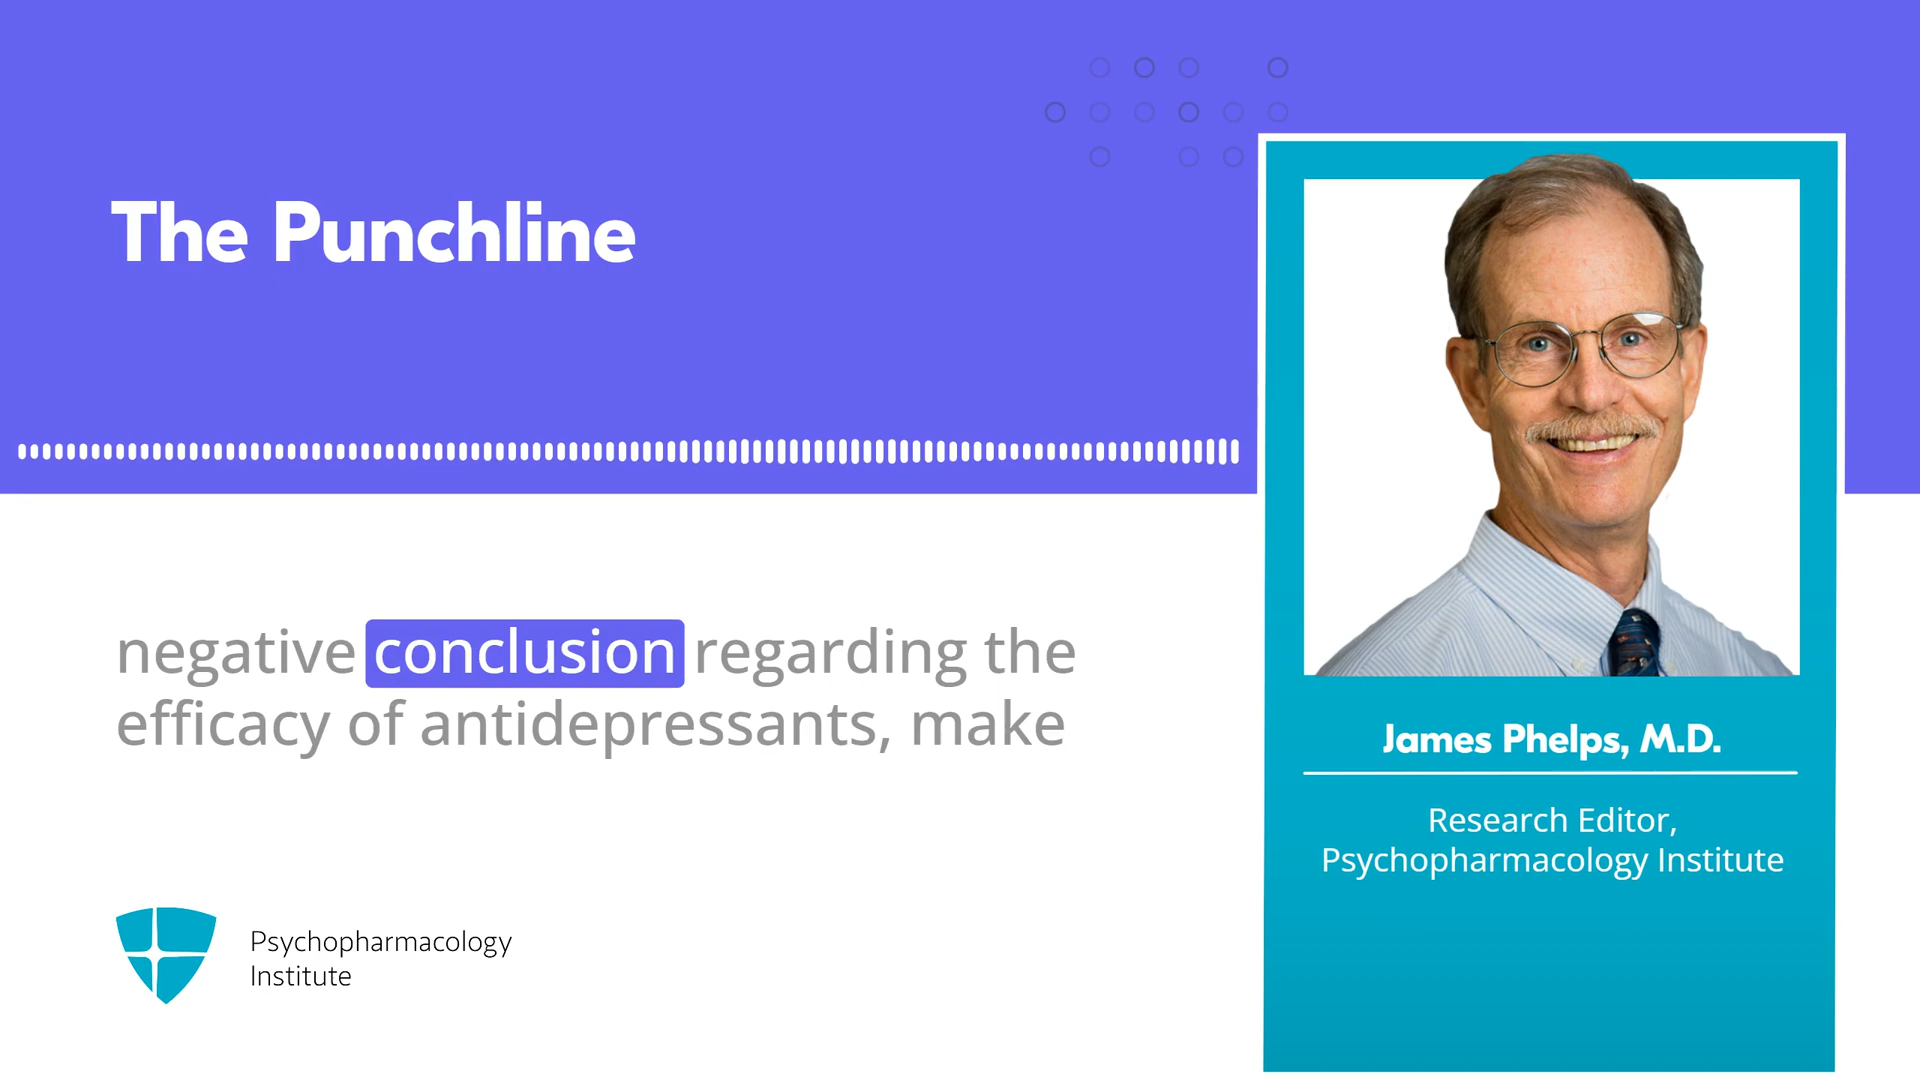 The Punchline
negative conclusion regarding the
efficacy of antidepressants, make
James Phelps, M.D.
Research Editor,
Psychopharmacology Institute
Psychopharmacology
Institute